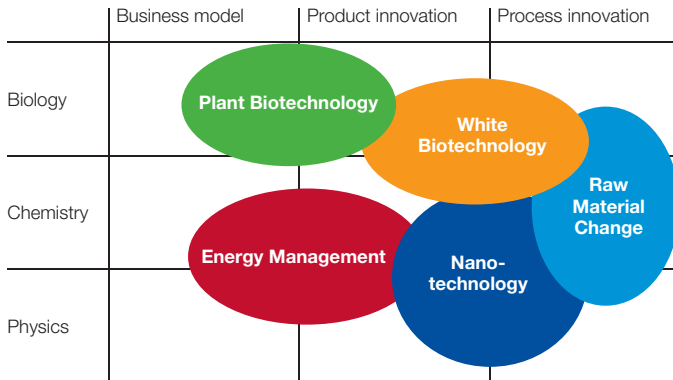 Business model Product innovation Process innovation
Biology
Plant Biotechnology
White
Biotechnology
Chemistry
Raw
Material
Change
Energy Management
Nano-
technology
Physics